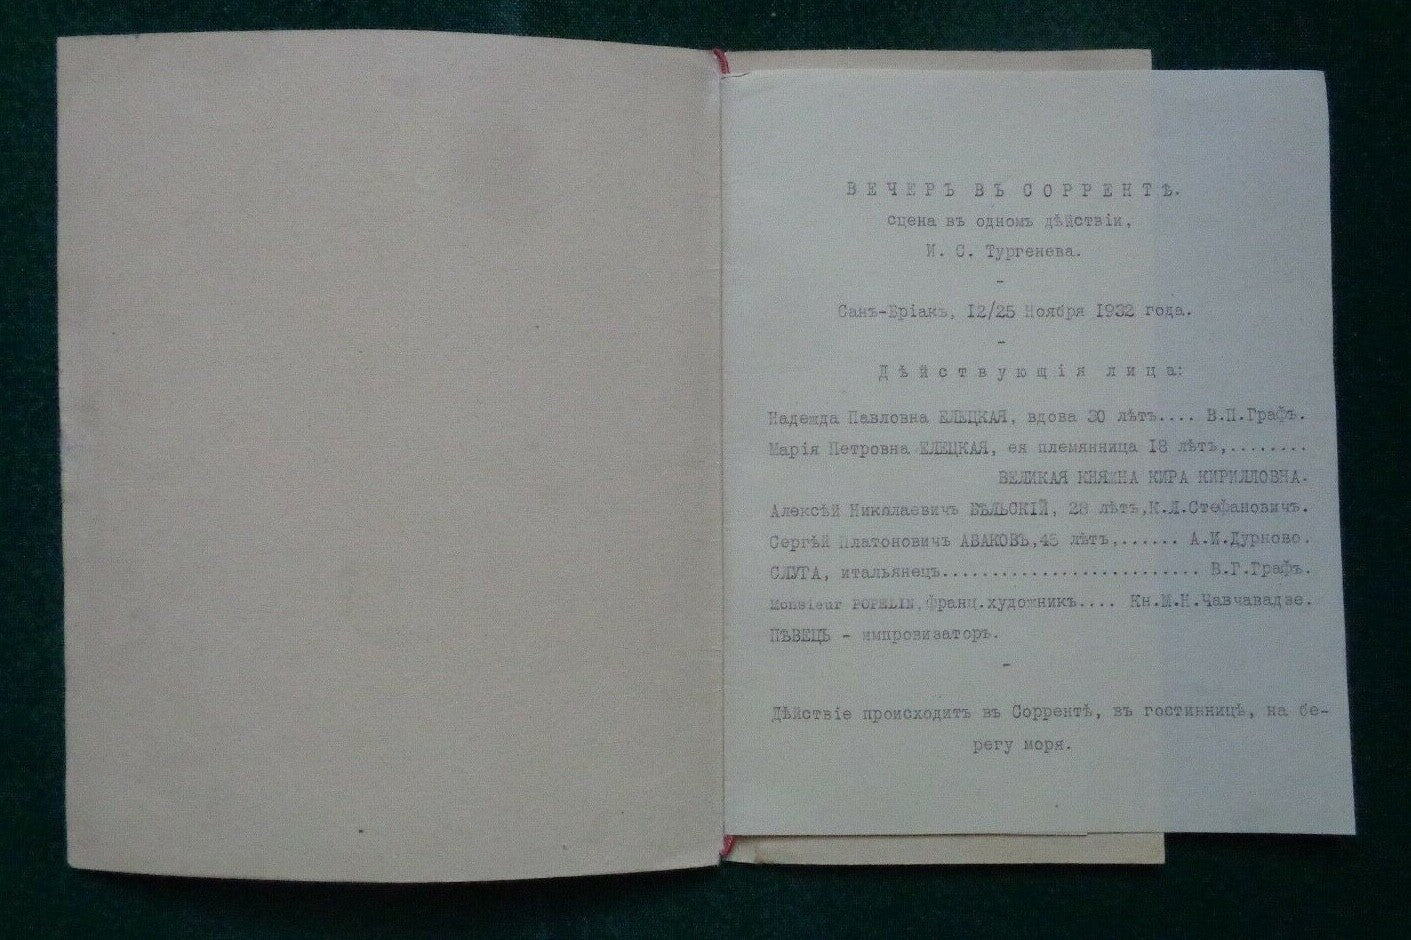 ВЕЧЕРЪ ВЪ СОРРЕНТѢ.
сцена въ одномъ дѣйствіи,
И. С. Тургенева.
-
Санъ-Бріакъ, 12/25 Ноября 1932 года.
-
Дѣйствующія лица:
Надежда Павловна ЕЛЕЦКАЯ, вдова 30 лѣтъ.... В.П.Графъ.
Марія Петровна ЕЛЕЦКАЯ, ея племянница 18 лѣтъ,........
ВЕЛИКАЯ КНЯЖНА КИРА КИРИЛЛОВНА.
Алексѣй Николаевичъ БѢЛЬСКІЙ, 28 лѣтъ,К.Л.Стефановичъ.
Сергѣй Платоновичъ АВАКОВЪ,45 лѣтъ,...... А.И.Дурново.
СЛУГА, итальянецъ.......................... В.Г.Графъ.
Monsieur POPELIN,франц.художникъ.... Кн.М.Н.Чавчавадзе.
ПѢВЕЦЪ - импровизаторъ.
-
Дѣйствіе происходитъ въ Соррентѣ, въ гостинницѣ, на бе-
регу моря.